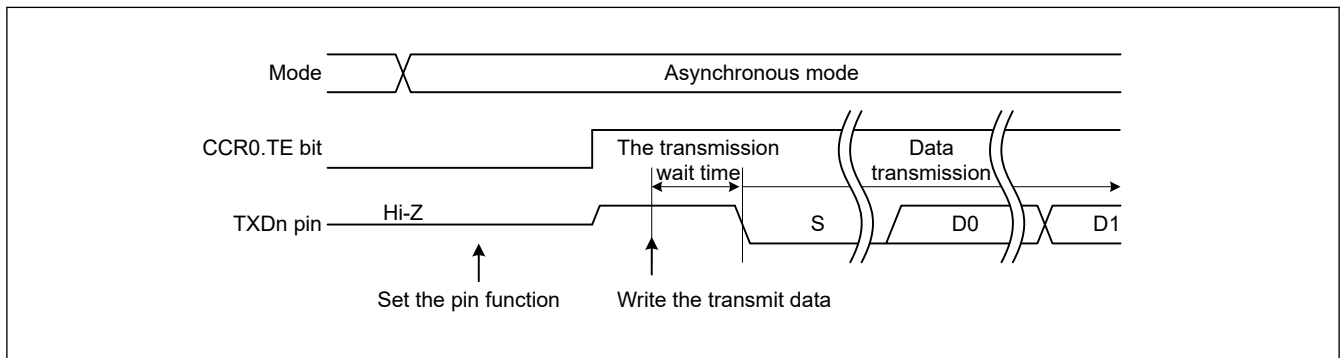 Mode
Asynchronous mode
CCR0.TE bit
The transmission
wait time
Data
transmission
TXDn pin
Hi-Z
S
D0
D1
Set the pin function
Write the transmit data